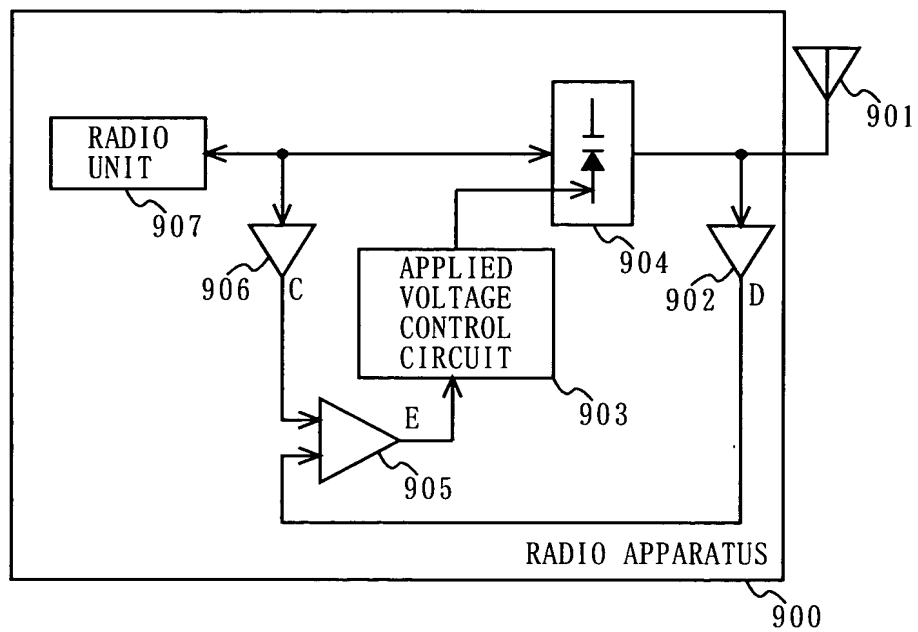 901
RADIO
UNIT
907
904
906
C
APPLIED
VOLTAGE
CONTROL
CIRCUIT
902
D
903
E
905
RADIO APPARATUS
900